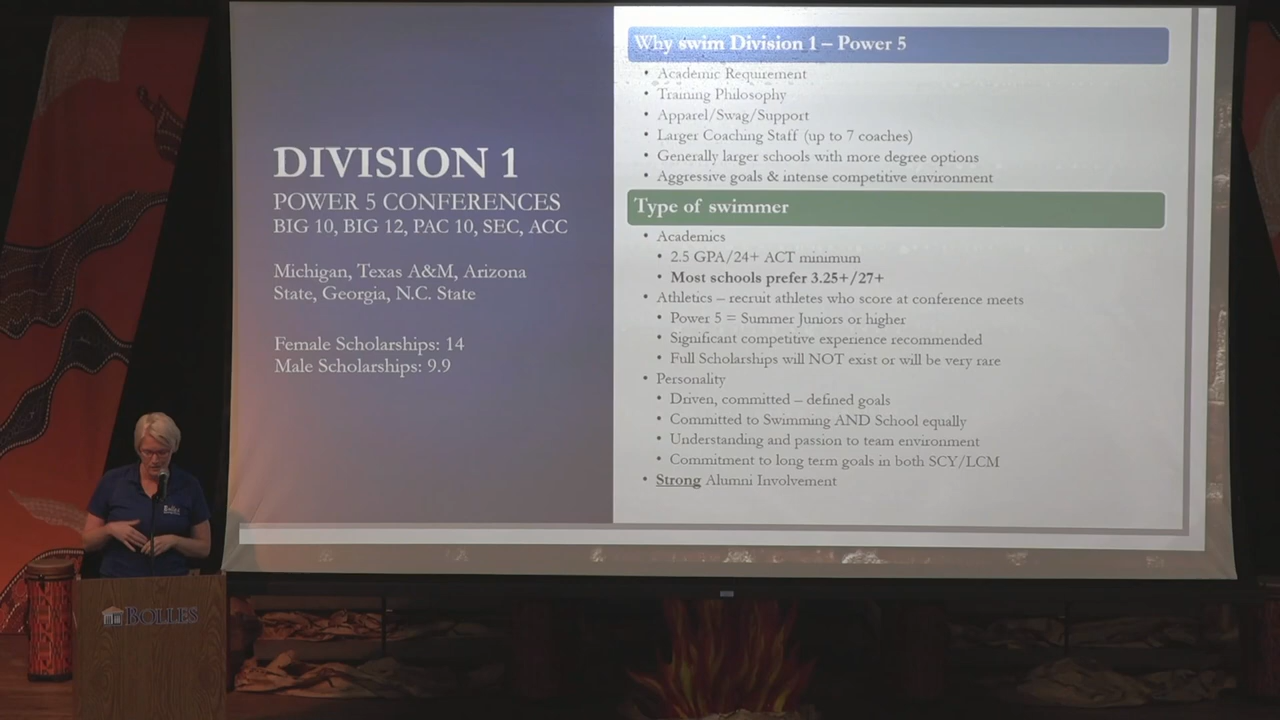 DIVISION 1
POWER 5 CONFERENCES
BIG 10, BIG 12, PAC 10, SEC, ACC
Michigan, Texas A&M, Arizona
State, Georgia, N.C. State
Female Scholarships: 14
Male Scholarships: 9.9
Why swim Division 1 – Power 5
• Academic Requirement
• Training Philosophy
• Apparel/Swag/Support
• Larger Coaching Staff (up to 7 coaches)
• Generally larger schools with more degree options
• Aggressive goals & intense competitive environment
Type of swimmer
• Academics
• 2.5 GPA/24+ ACT minimum
• Most schools prefer 3.25+/27+
• Athletics – recruit athletes who score at conference meets
• Power 5 = Summer Juniors or higher
• Significant competitive experience recommended
• Full Scholarships will NOT exist or will be very rare
• Personality
• Driven, committed – defined goals
• Committed to Swimming AND School equally
• Understanding and passion to team environment
• Commitment to long term goals in both SCY/LCM
• Strong Alumni Involvement
BOLLES